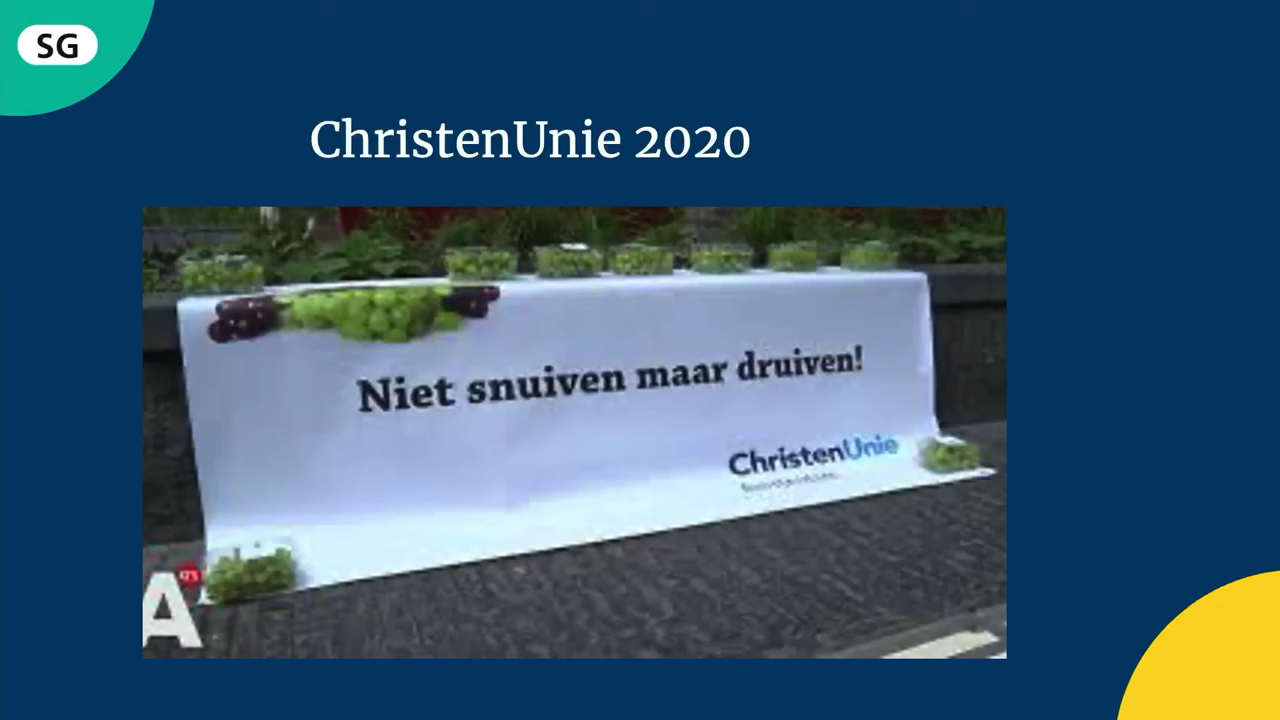 SG
ChristenUnie 2020
Niet snuiven maar druiven!
ChristenUnie
A